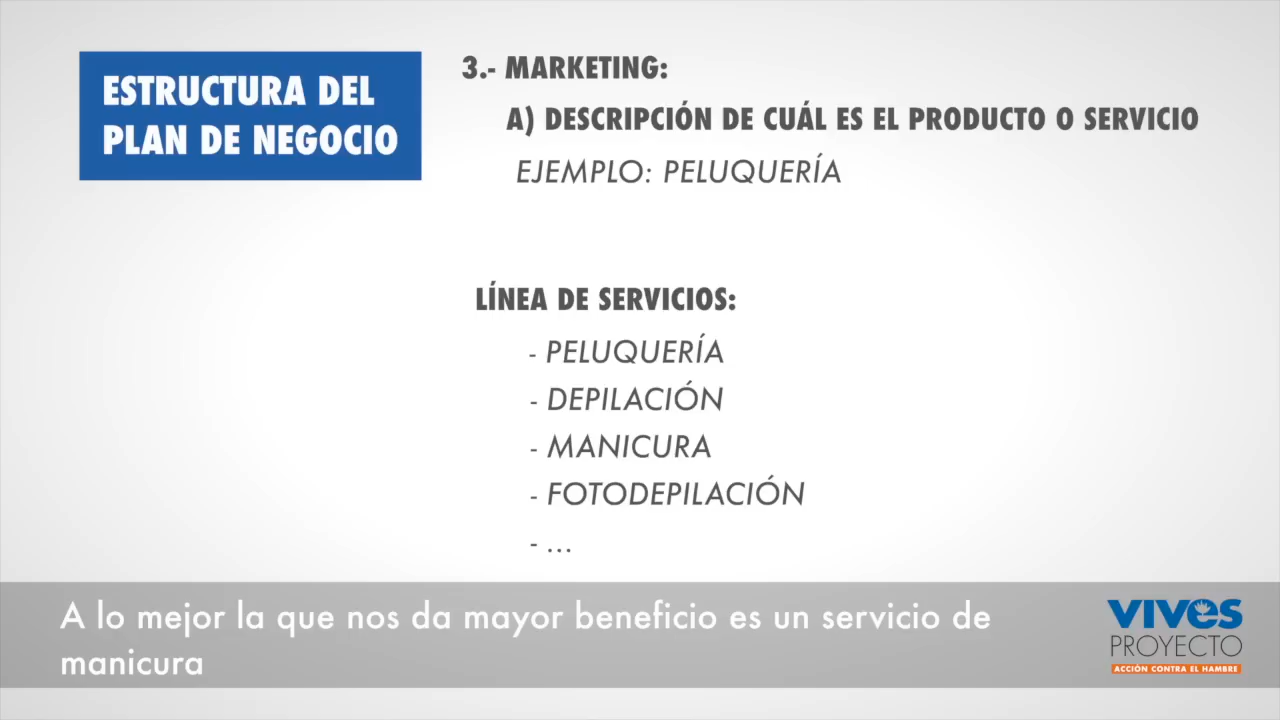 ESTRUCTURA DEL
PLAN DE NEGOCIO
3.- MARKETING:
A) DESCRIPCIÓN DE CUÁL ES EL PRODUCTO O SERVICIO
EJEMPLO: PELUQUERÍA
LÍNEA DE SERVICIOS:
- PELUQUERÍA
- DEPILACIÓN
- MANICURA
- FOTODEPILACIÓN
- ...
A lo mejor la que nos da mayor beneficio es un servicio de
manicura
VIVES
PROYECTO
ACCIÓN CONTRA EL HAMBRE